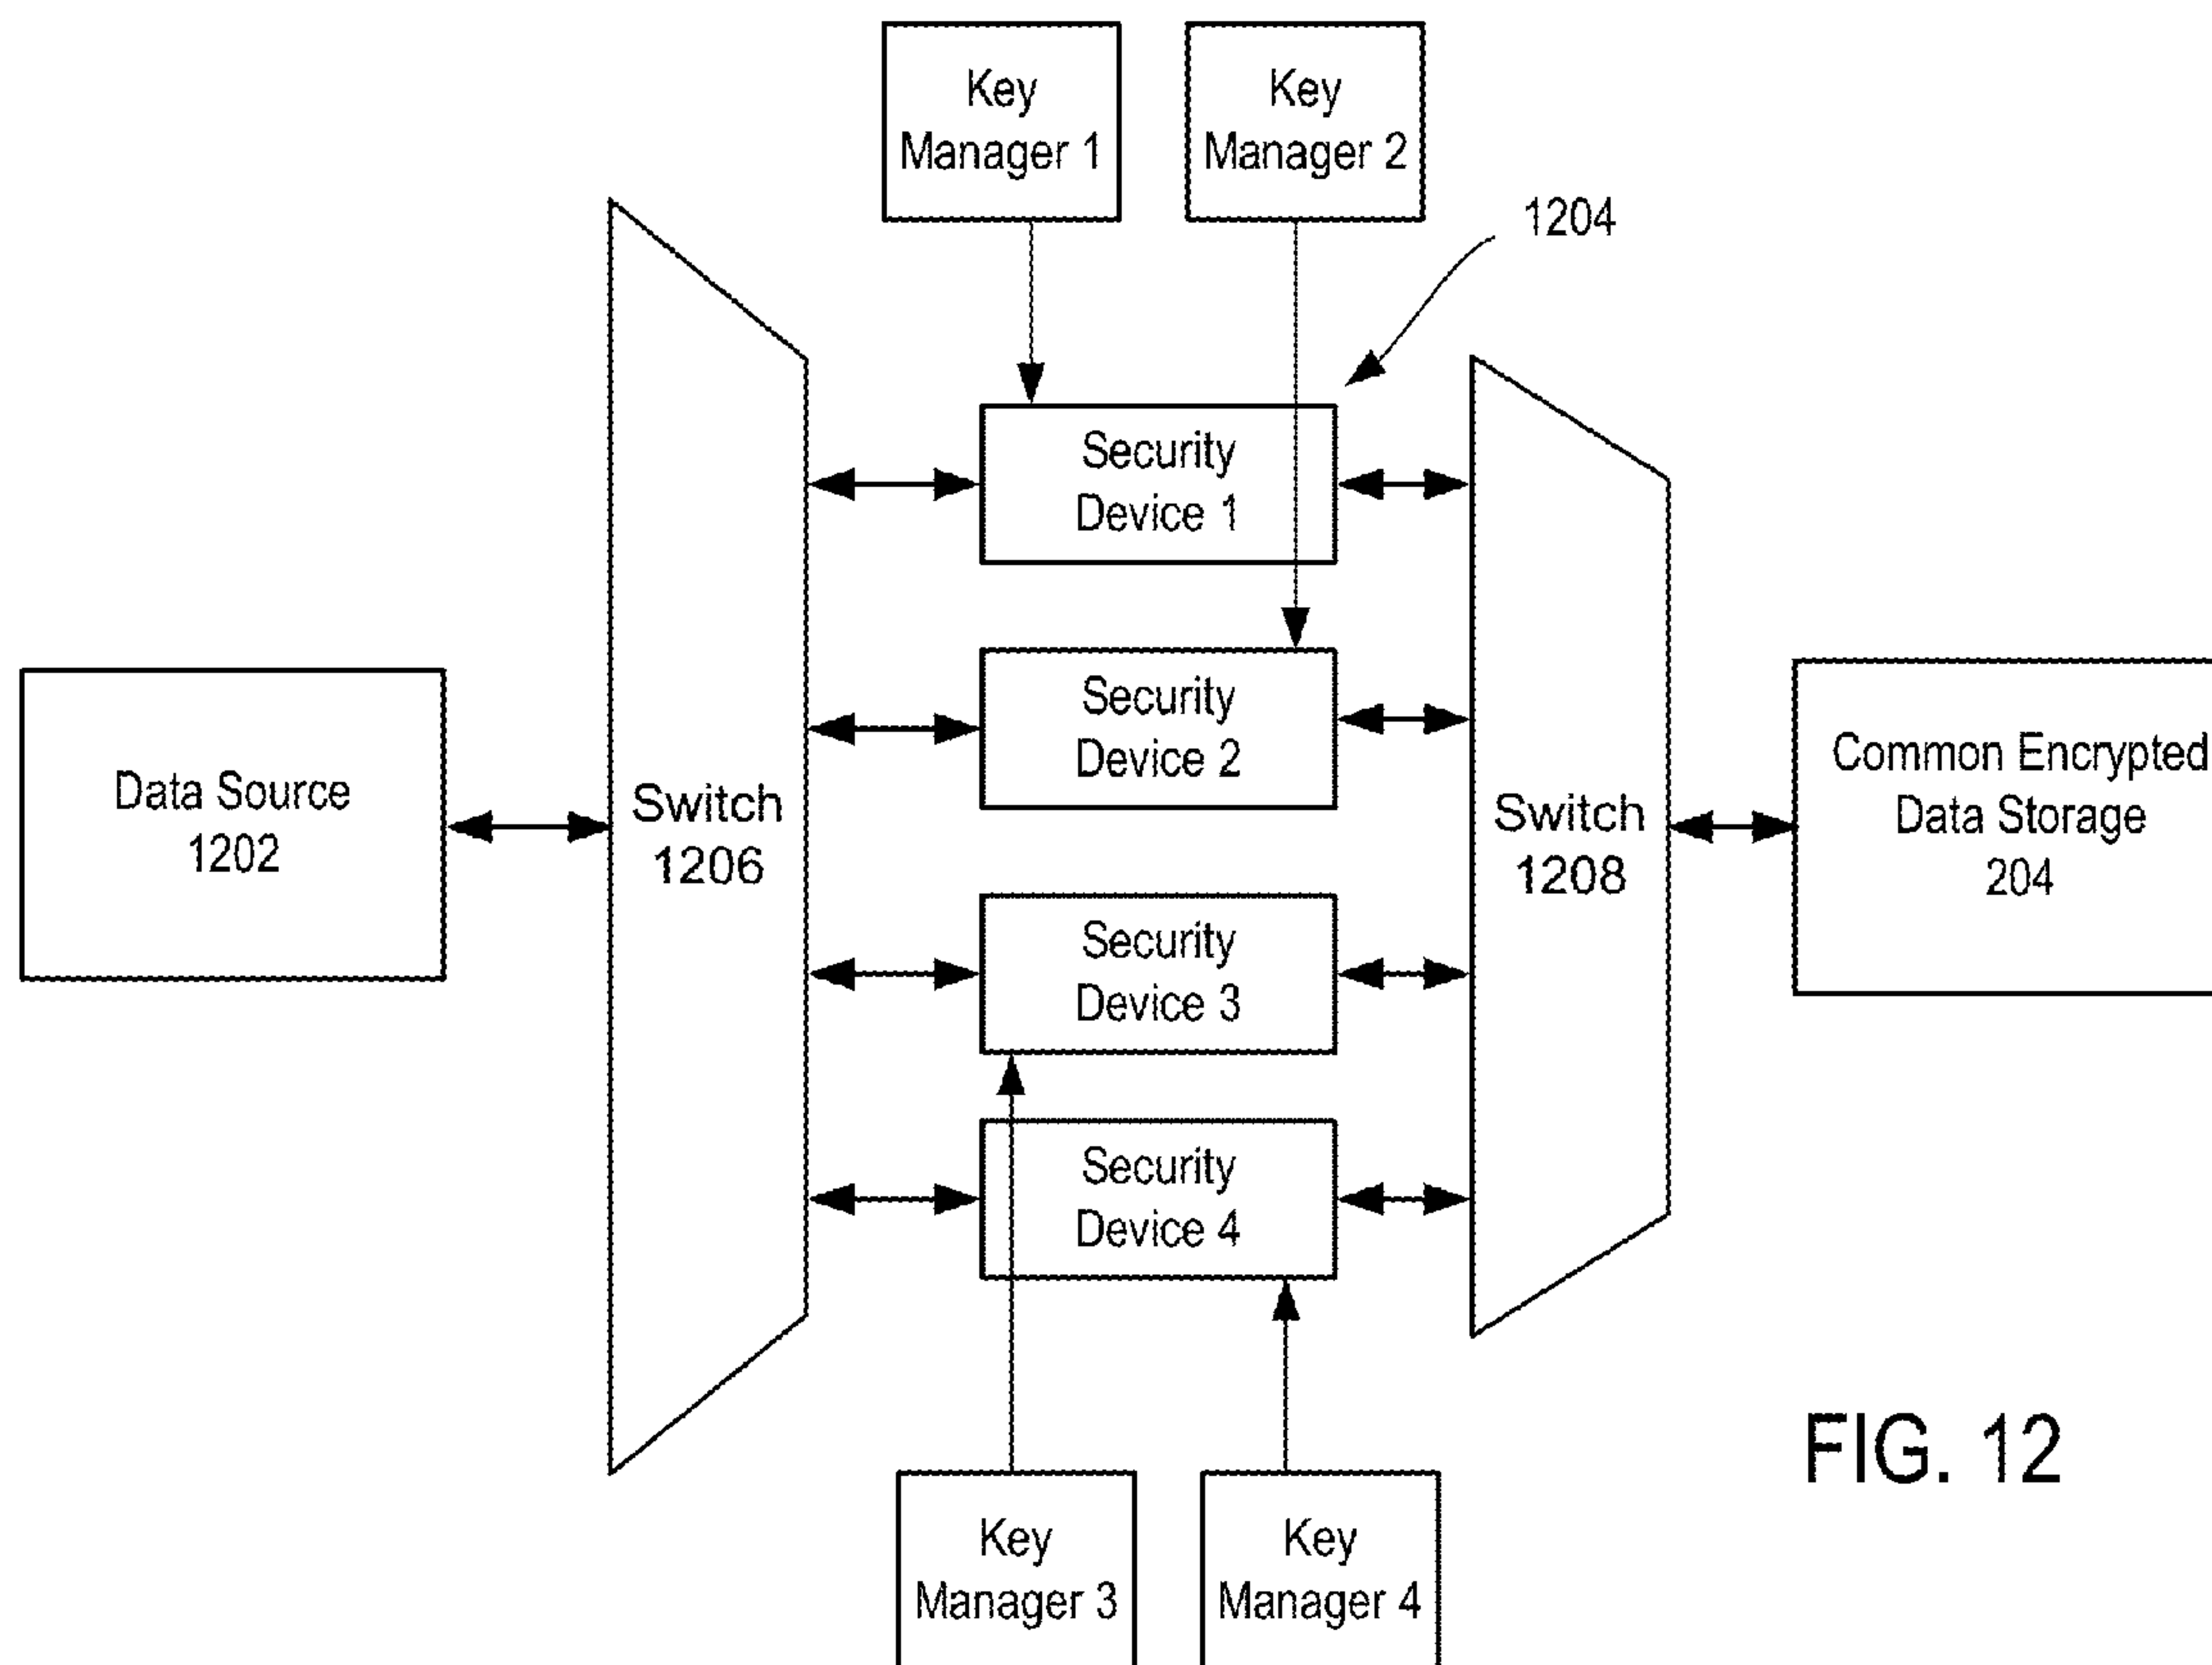 Key
Manager 1
Key
Manager 2
1204
Security
Device 1
Security
Device 2
Data Source
1202
Switch
1206
Switch
1208
Common Encrypted
Data Storage
204
Security
Device 3
Security
Device 4
Key
Manager 3
Key
Manager 4
FIG. 12